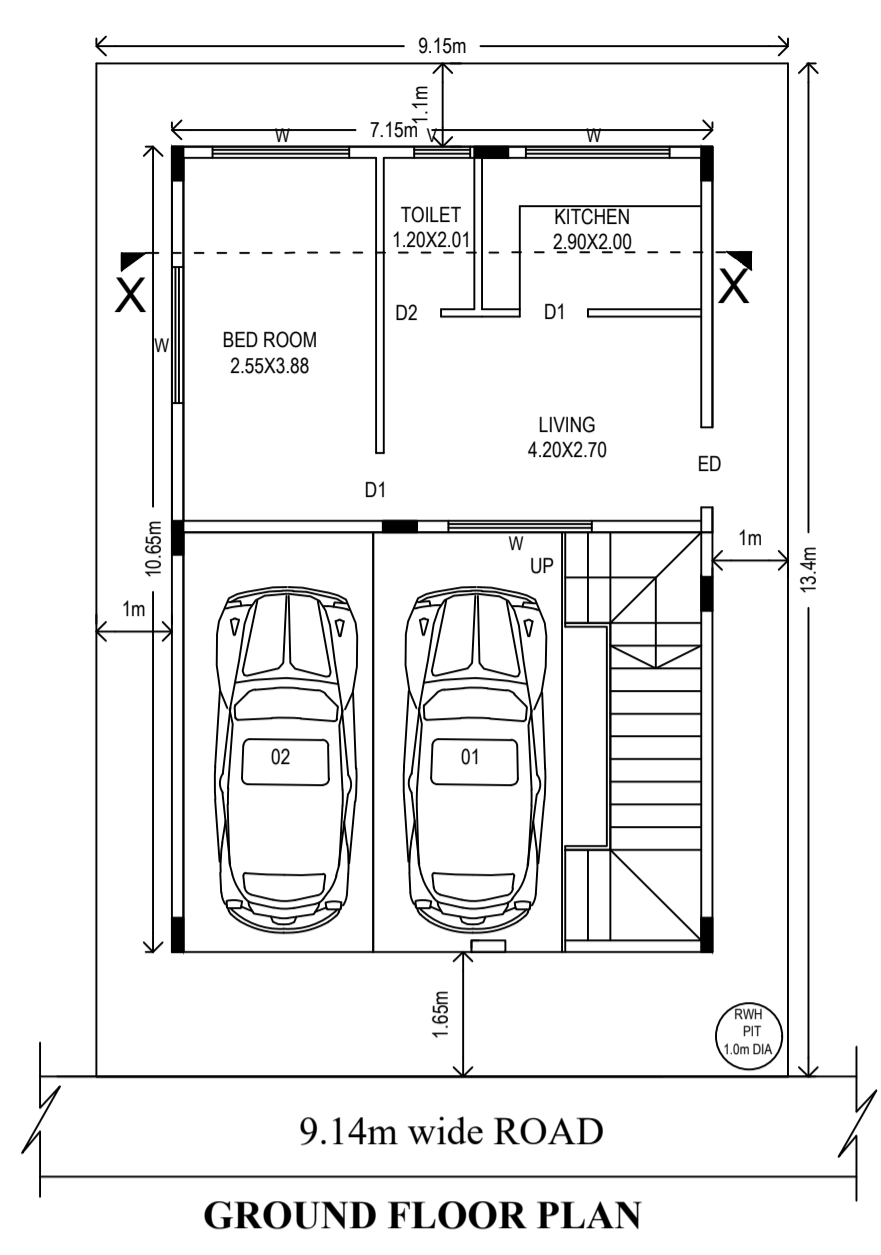 9.15m
1.1m
7.15m
W
V
W
TOILET
1.20X2.01
KITCHEN
2.90X2.00
X
X
D2
D1
BED ROOM
2.55X3.88
W
LIVING
4.20X2.70
ED
D1
W
UP
1m
10.65m
13.4m
1m
02
01
1.65m
RWH
PIT
1.0m DIA
9.14m wide ROAD
GROUND FLOOR PLAN